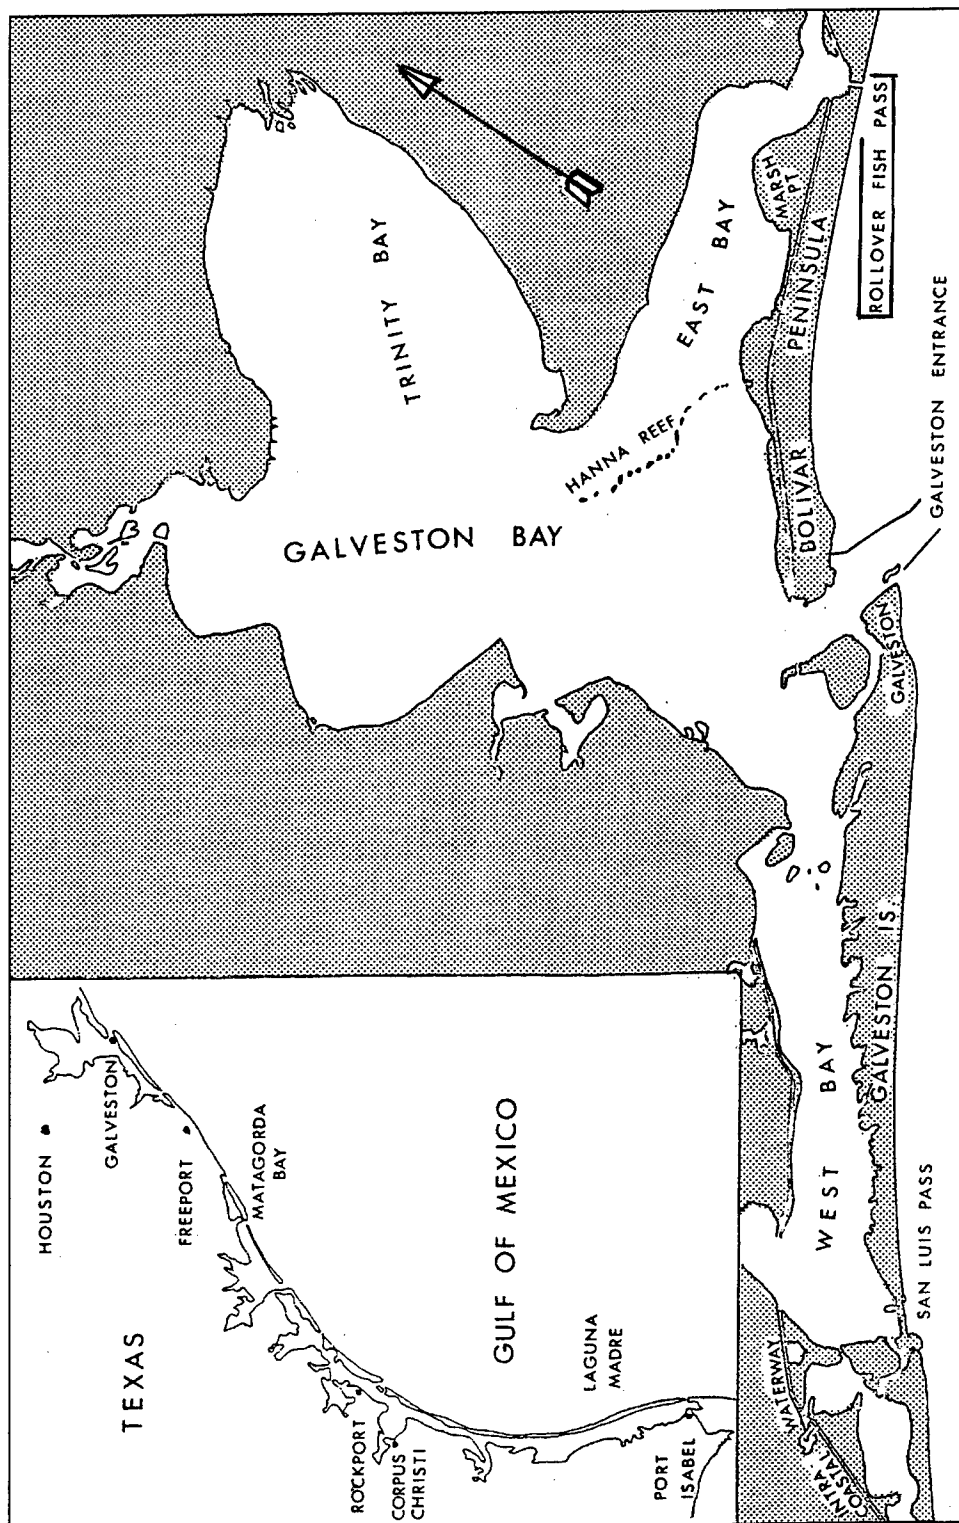 HOUSTON
TEXAS
GALVESTON
FREEPORT
MATAGORDA
BAY
ROCKPORT
CORPUS
CHRISTI
GULF OF MEXICO
LAGUNA
MADRE
PORT
ISABEL
TRINITY BAY
GALVESTON BAY
HANNA REEF
EAST BAY
MARSH
PT.
BOLIVAR PENINSULA
ROLLOVER FISH PASS
GALVESTON ENTRANCE
GALVESTON
GALVESTON IS.
WEST BAY
SAN LUIS PASS
INTRA
COASTAL
WATERWAY